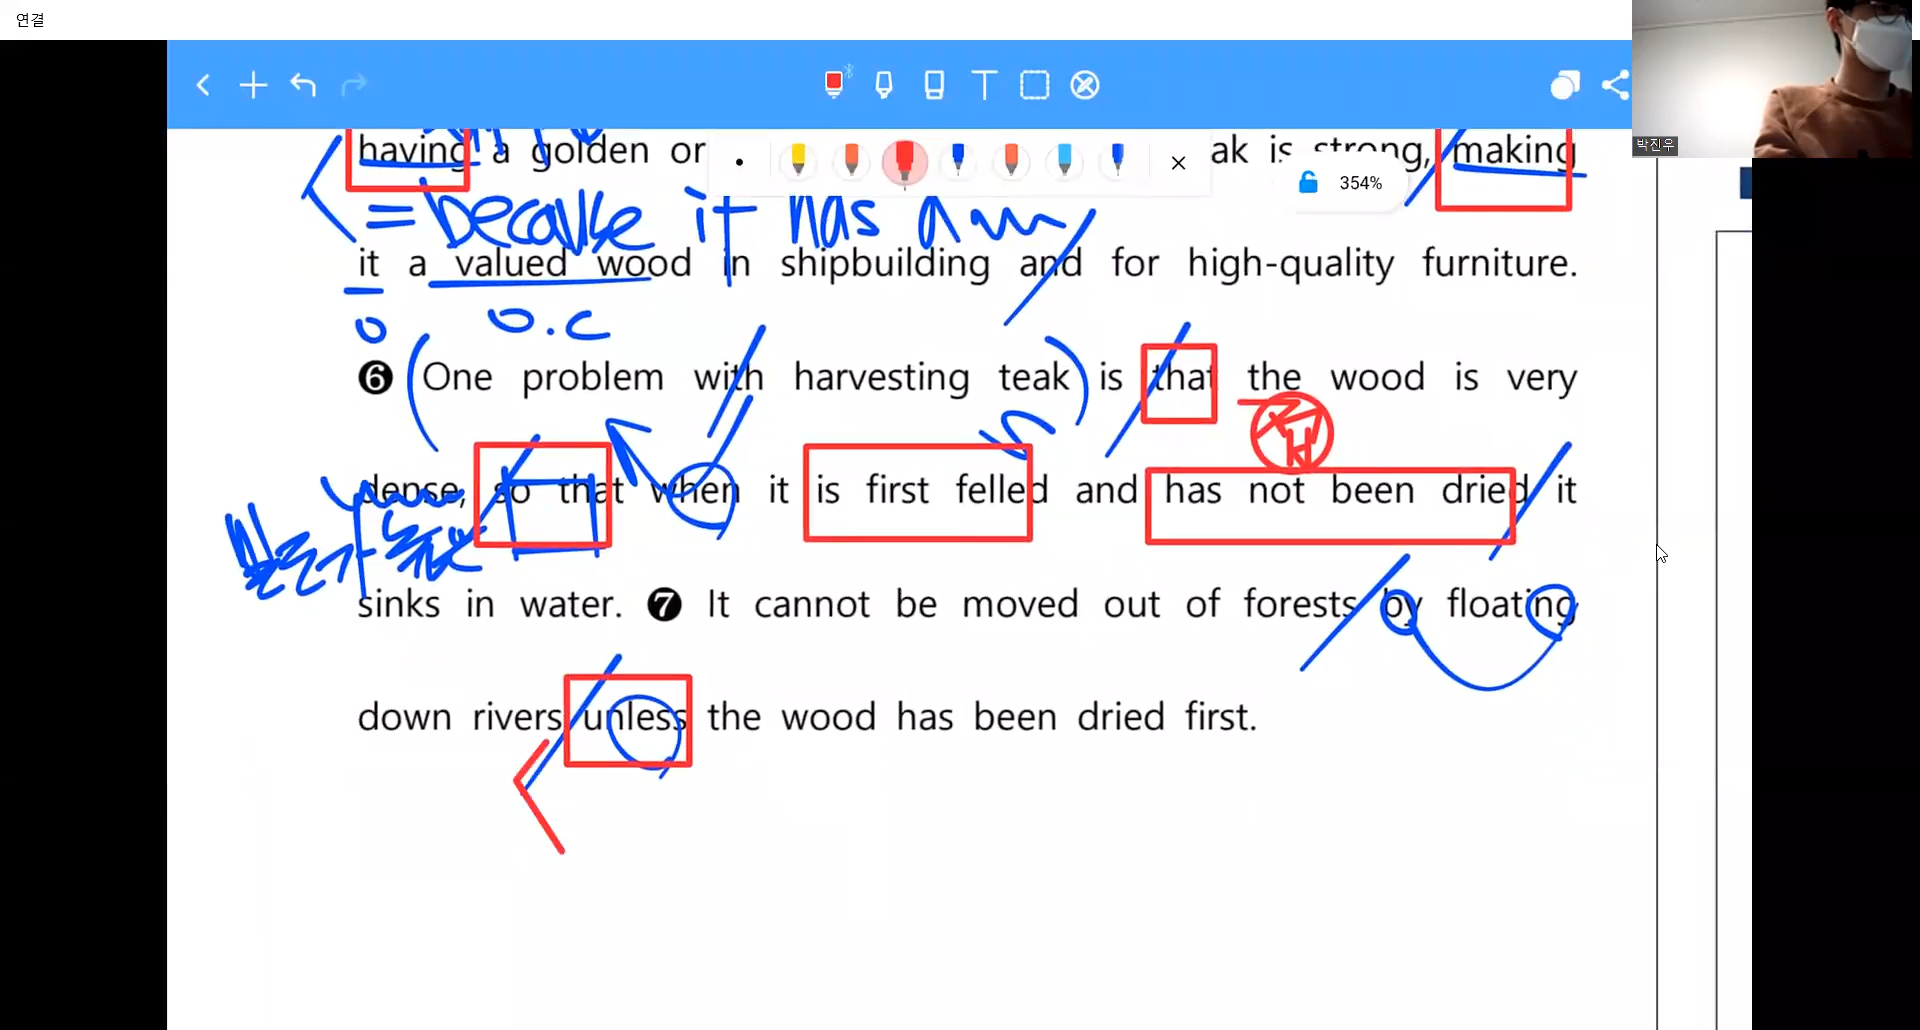 연결
박진우
354%
having a golden or ak is strong, making
= because it has a
it a valued wood in shipbuilding and for high-quality furniture.
o o.c
❻ (One problem with harvesting teak) is that the wood is very
dense, so that when it is first felled and has not been dried it
sinks in water. ❼ It cannot be moved out of forests by floating
down rivers unless the wood has been dried first.